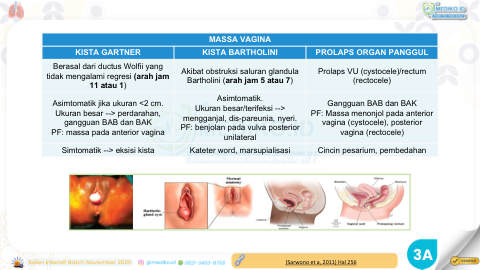 MASSA VAGINA
KISTA GARTNER
KISTA BARTHOLINI
PROLAPS ORGAN PANGGUL
Berasal dari ductus Wolfii yang
tidak mengalami regresi (arah jam
11 atau 1)
Akibat obstruksi saluran glandula
Bartholini (arah jam 5 atau 7)
Prolaps VU (cystocele)/rectum
(rectocele)
Asimtomatik jika ukuran <2 cm.
Ukuran besar --> perdarahan,
gangguan BAB dan BAK
PF: massa pada anterior vagina
Asimptomatik.
Ukuran besar/terifeksi -->
mengganjal, dis-pareunia, nyeri.
PF: benjolan pada vulva posterior
unilateral
Gangguan BAB dan BAK
PF: Massa menonjol pada anterior
vagina (cystocele), posterior
vagina (rectocele)
Simtomatik --> eksisi kista
Kateter word, marsupialisasi
Cincin pesarium, pembedahan
Bartholin
gland cyst
3A
(Sarwono et a, 2011) Hal 256